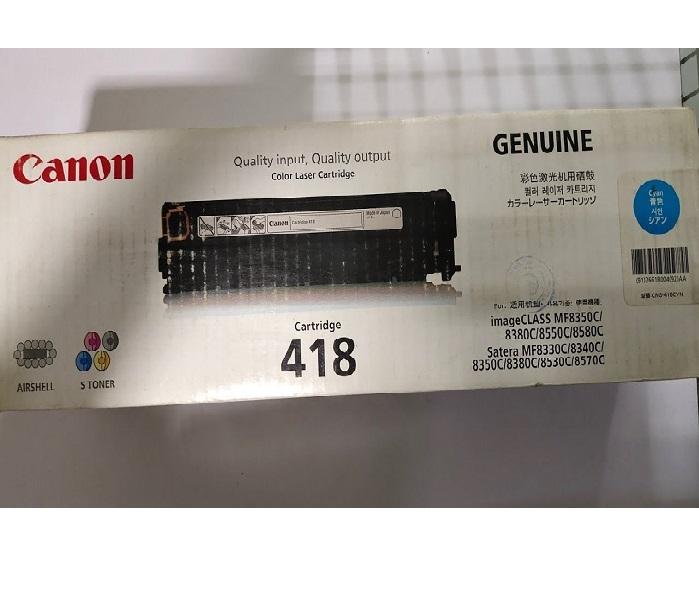 Canon
Quality input, Quality output
Color Laser Cartridge
GENUINE
彩色激光机用硒鼓
컬러 레이저 카트리지
カラーレーサーカートリッジ
Cyan
青色
시안
シアン
Canon Cartridge 418
Made in Japan
imageCLASS MF8350C/
8380C/8550C/8580C
Satera MF8330C/8340C/
8350C/8380C/8530C/8570C
Cartridge
418
AIRSHELL
S TONER